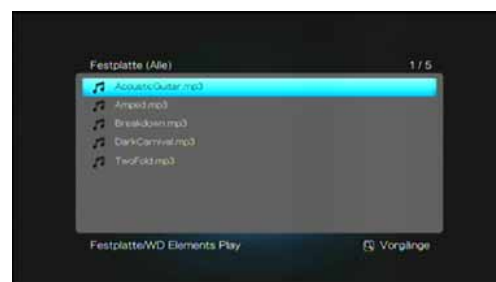 Festplatte (Alle) 1 / 5
AcousticGuitar.mp3
Amped.mp3
Breakdown.mp3
DarkCarnival.mp3
TwoFold.mp3
Festplatte/WD Elements Play Vorgänge